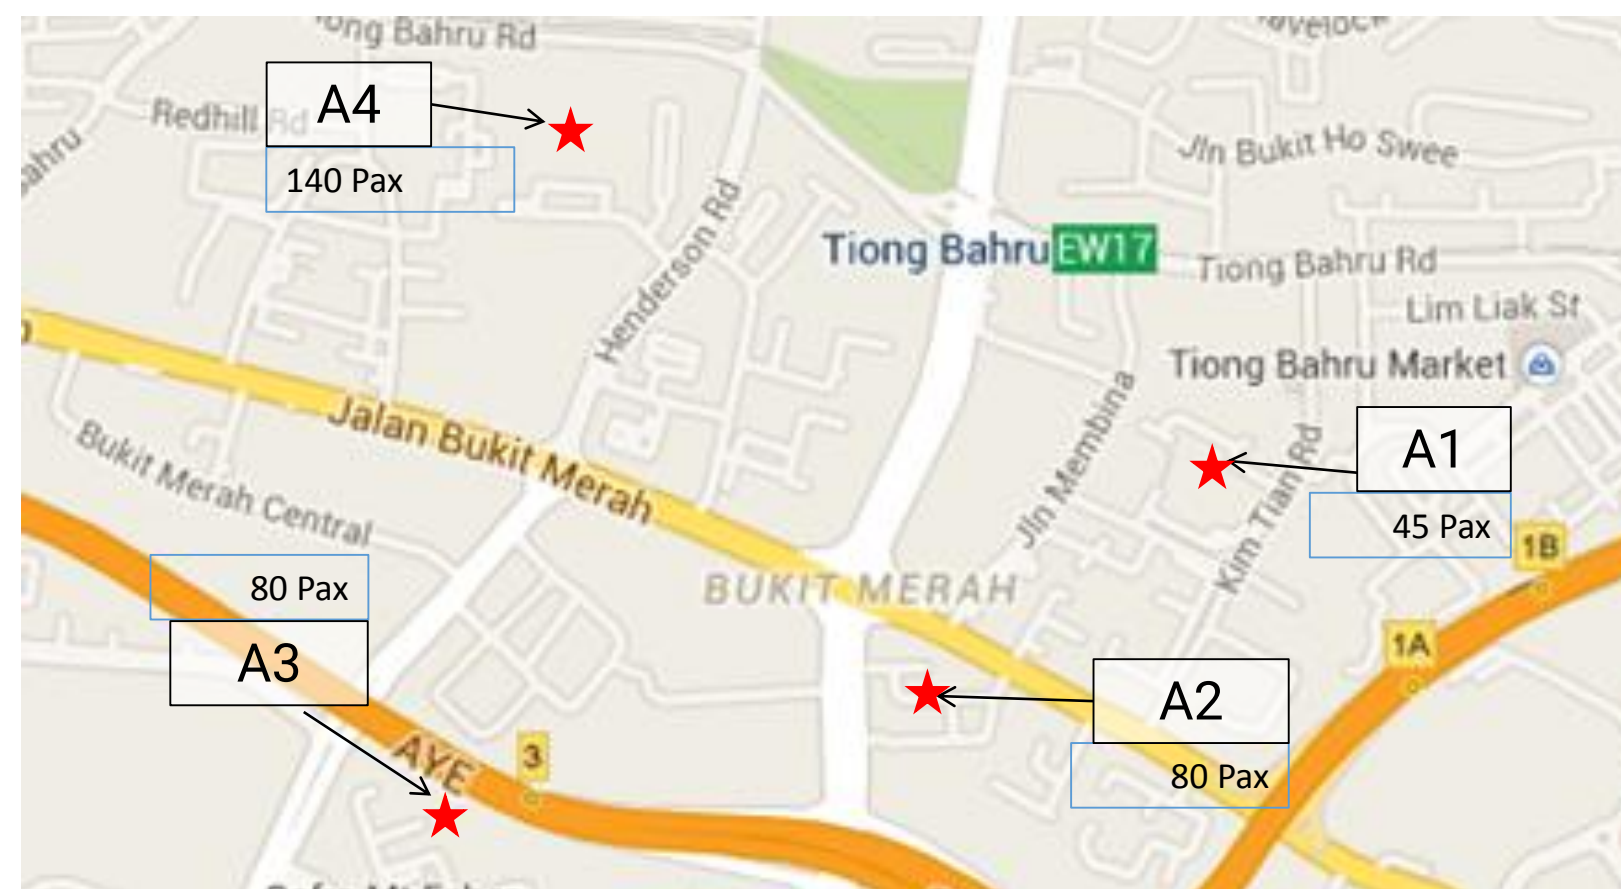 ong Bahru Rd
Redhill Rd
A4
140 Pax
ahru
Henderson Rd
Jln Bukit Ho Swee
Tiong Bahru EW17
Tiong Bahru Rd
Lim Liak St
Tiong Bahru Market
Jalan Bukit Merah
Bukit Merah Central
Jln Membina
Kim Tian Rd
A1
45 Pax
1B
BUKIT MERAH
80 Pax
A3
1A
A2
80 Pax
AYE
3